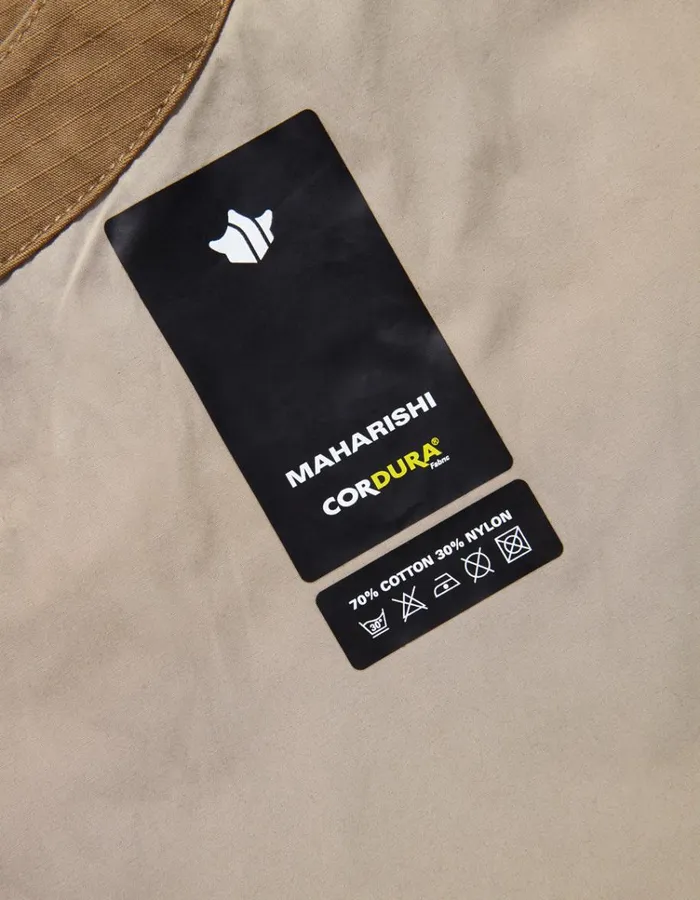 MAHARISHI
CORDURA®
Fabric
70% COTTON 30% NYLON
30°